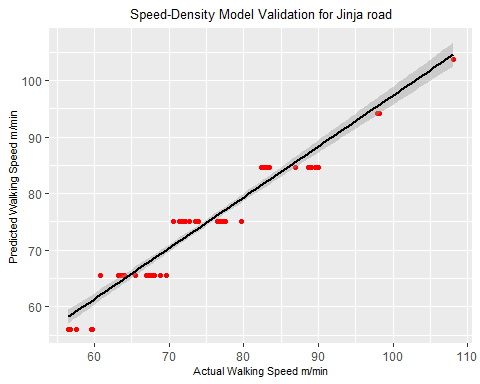 Speed-Density Model Validation for Jinja road
Predicted Walking Speed m/min
100
90
80
70
60
60 70 80 90 100 110
Actual Walking Speed m/min